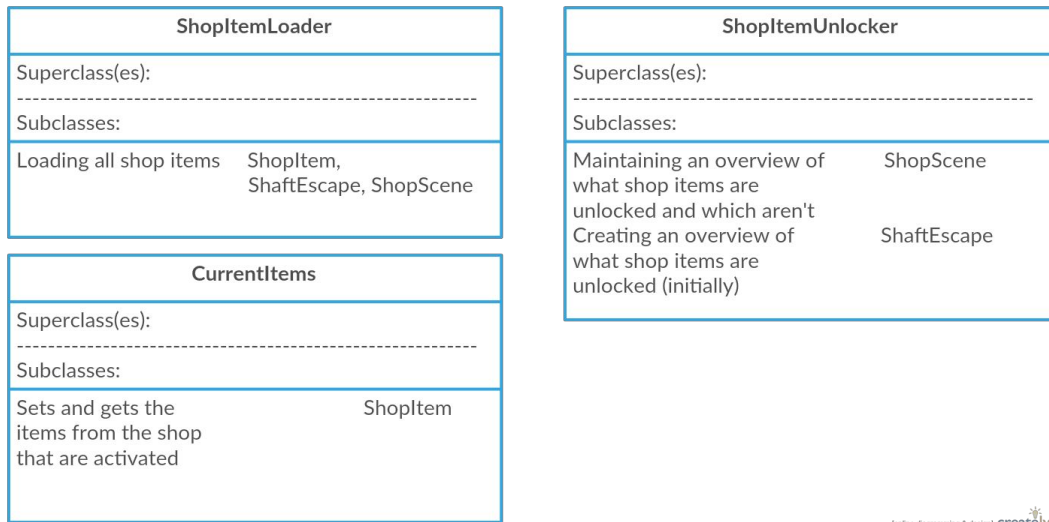 ShopItemLoader
Superclass(es):
-----------------------------------------------------------
Subclasses:
Loading all shop items ShopItem,
ShaftEscape, ShopScene
CurrentItems
Superclass(es):
-----------------------------------------------------------
Subclasses:
Sets and gets the ShopItem
items from the shop
that are activated
ShopItemUnlocker
Superclass(es):
-----------------------------------------------------------
Subclasses:
Maintaining an overview of ShopScene
what shop items are
unlocked and which aren't
Creating an overview of ShaftEscape
what shop items are
unlocked (initially)